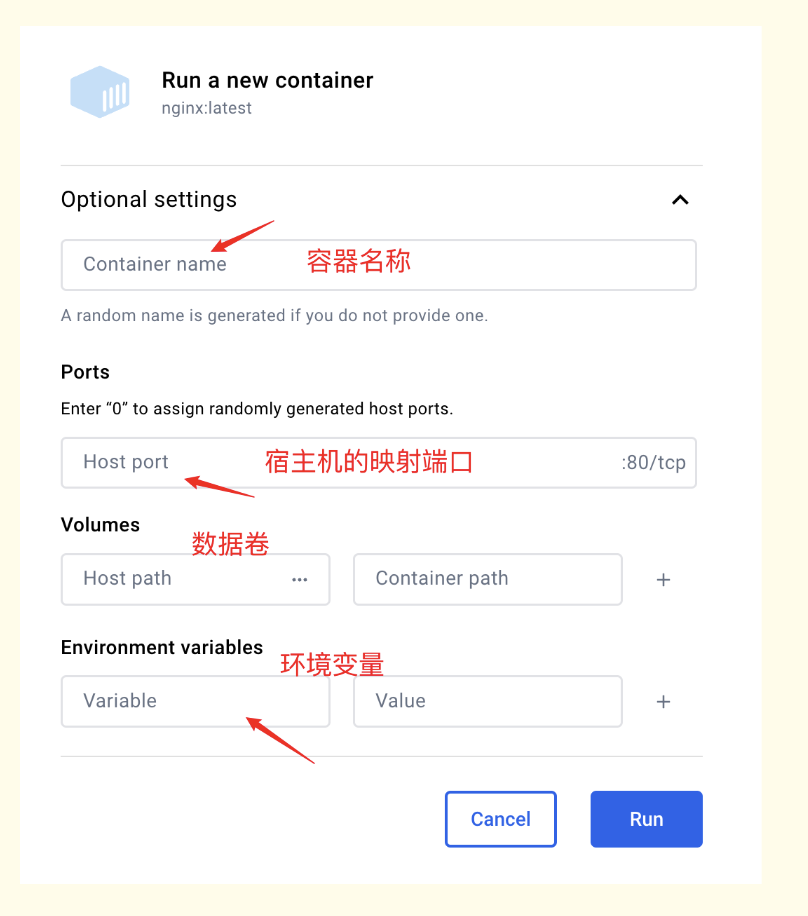 Run a new container
nginx:latest
Optional settings
Container name 容器名称
A random name is generated if you do not provide one.
Ports
Enter “0” to assign randomly generated host ports.
Host port 宿主机的映射端口 :80/tcp
Volumes
数据卷
Host path ... Container path +
Environment variables
环境变量
Variable Value +
Cancel Run